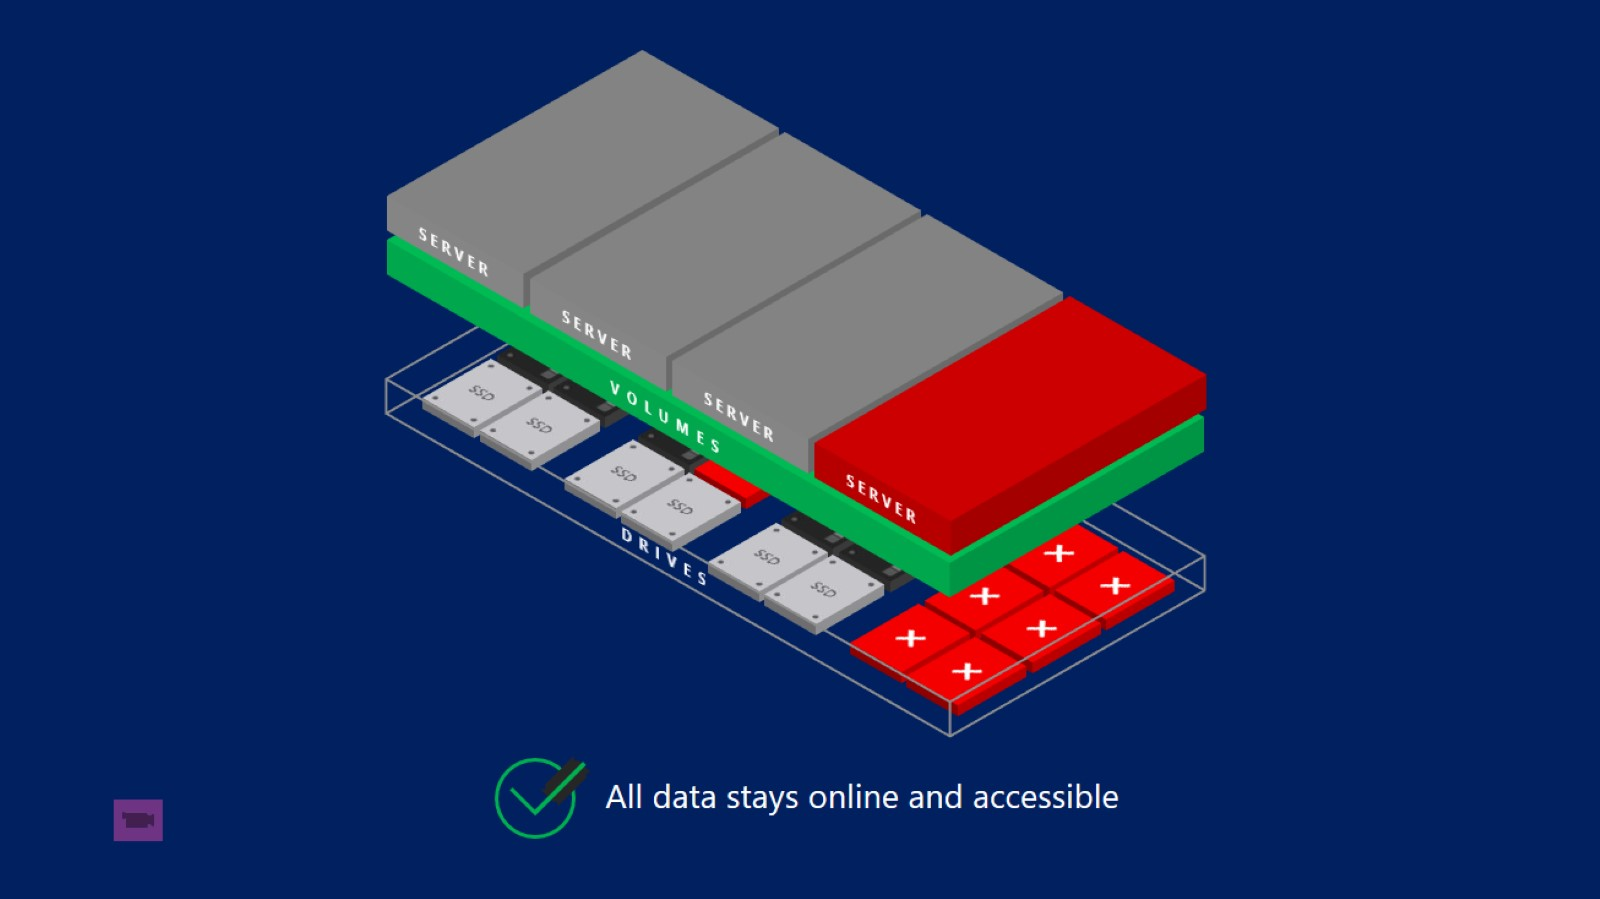 SERVER
SERVER
SERVER
SERVER
VOLUMES
SSD
SSD
SSD
SSD
SSD
SSD
DRIVES
All data stays online and accessible